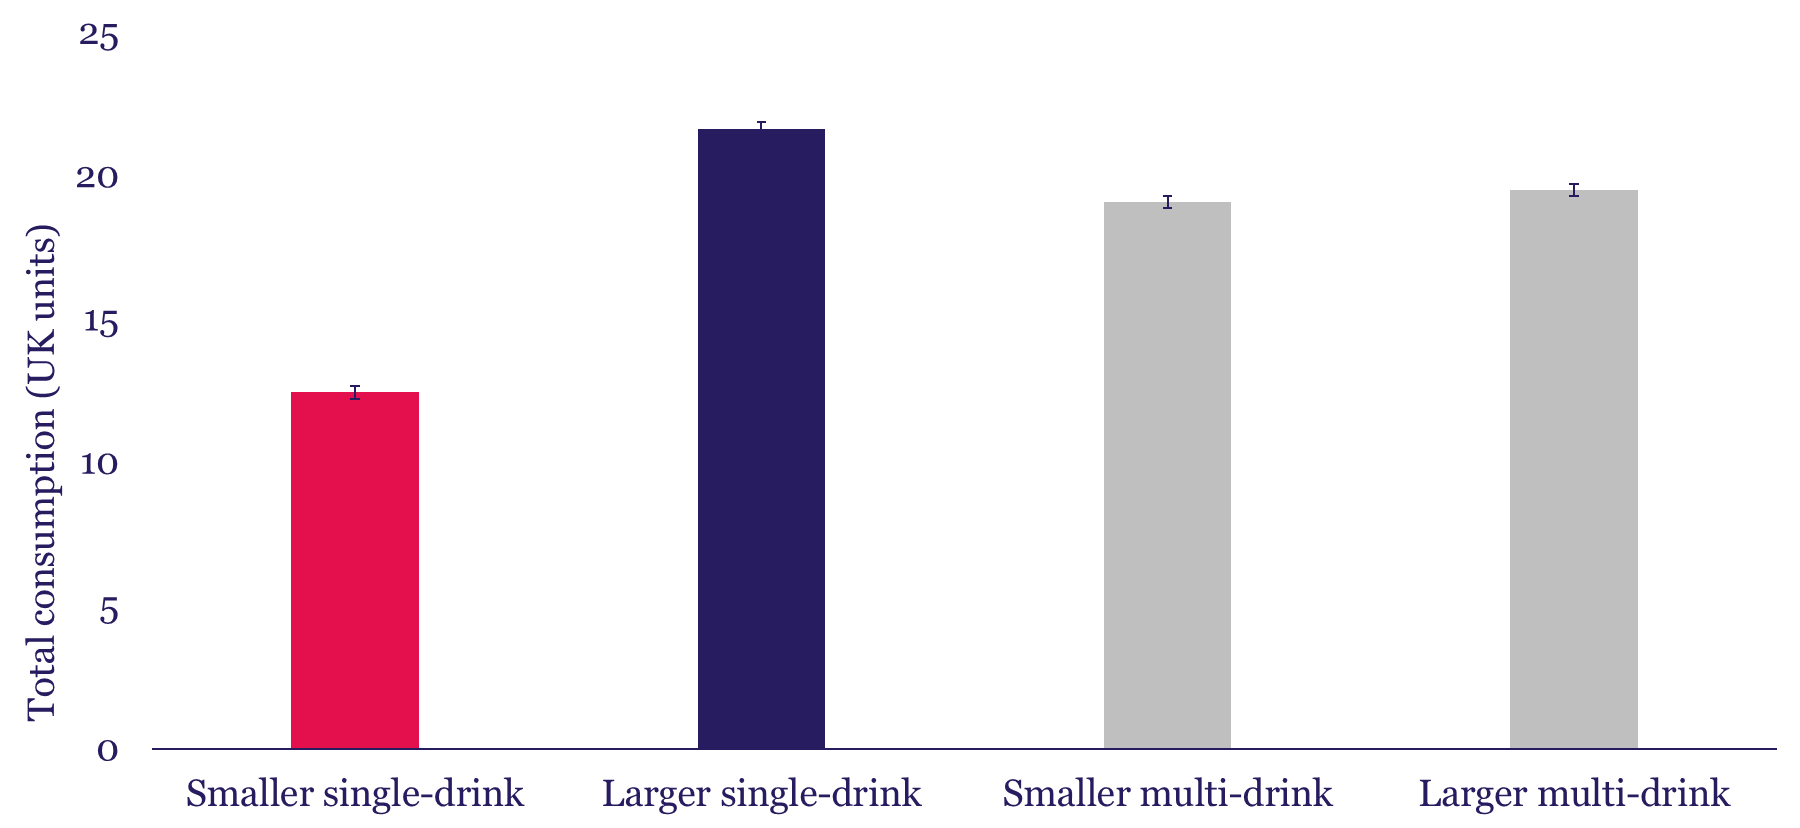 25
20
15
10
5
0
Total consumption (UK units)
Smaller single-drink
Larger single-drink
Smaller multi-drink
Larger multi-drink